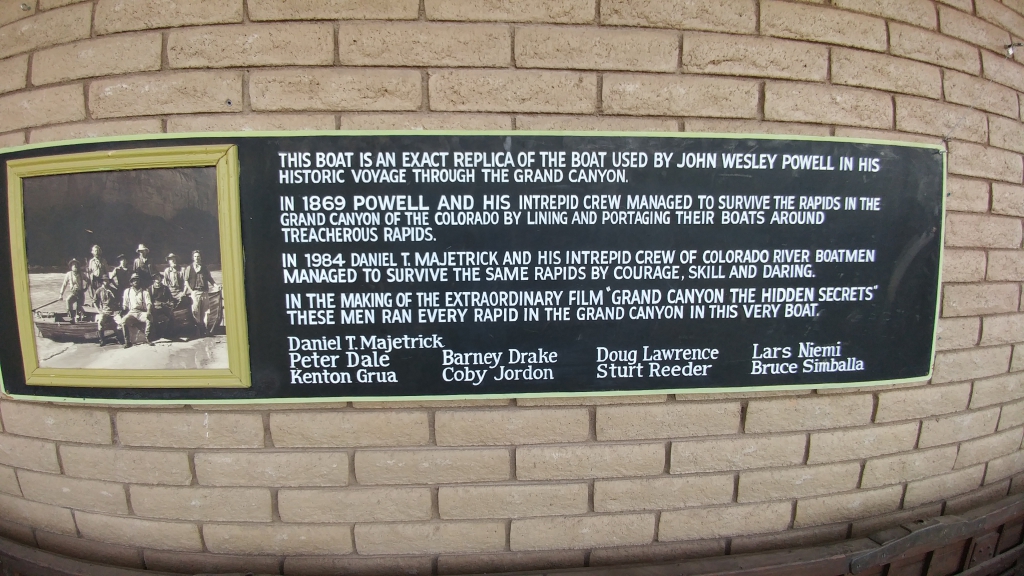 THIS BOAT IS AN EXACT REPLICA OF THE BOAT USED BY JOHN WESLEY POWELL IN HIS
HISTORIC VOYAGE THROUGH THE GRAND CANYON.
IN 1869 POWELL AND HIS INTREPID CREW MANAGED TO SURVIVE THE RAPIDS IN THE
GRAND CANYON OF THE COLORADO BY LINING AND PORTAGING THEIR BOATS AROUND
TREACHEROUS RAPIDS.
IN 1984 DANIEL T. MAJETRICK AND HIS INTREPID CREW OF COLORADO RIVER BOATMEN
MANAGED TO SURVIVE THE SAME RAPIDS BY COURAGE, SKILL AND DARING.
IN THE MAKING OF THE EXTRAORDINARY FILM "GRAND CANYON THE HIDDEN SECRETS"
THESE MEN RAN EVERY RAPID IN THE GRAND CANYON IN THIS VERY BOAT.
Daniel T. Majetrick
Peter Dale Barney Drake Doug Lawrence Lars Niemi
Kenton Grua Coby Jordon Sturt Reeder Bruce Simballa